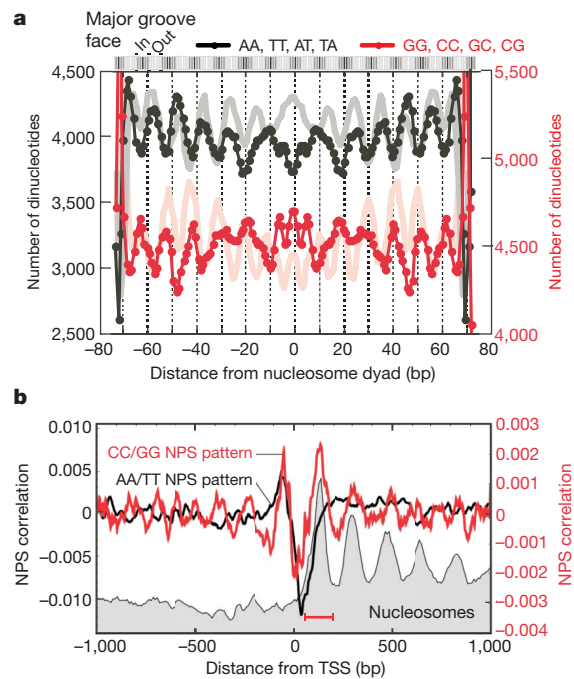 a
Major groove
face
In
Out
AA, TT, AT, TA
GG, CC, GC, CG
4,500
4,000
3,500
3,000
2,500
Number of dinucleotides
5,500
5,000
4,500
4,000
Number of dinucleotides
−80 −60 −40 −20 0 20 40 60 80
Distance from nucleosome dyad (bp)
b
0.010
0.005
0
−0.005
−0.010
NPS correlation
CC/GG NPS pattern
AA/TT NPS pattern
Nucleosomes
0.003
0.002
0.001
0
−0.001
−0.002
−0.003
−0.004
NPS correlation
−1,000 −500 0 500 1,000
Distance from TSS (bp)